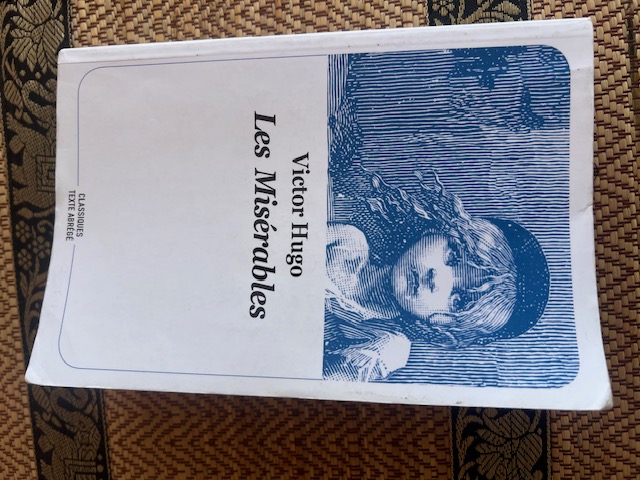 Victor Hugo
Les Misérables
CLASSIQUES
TEXTE ABRÉGÉ